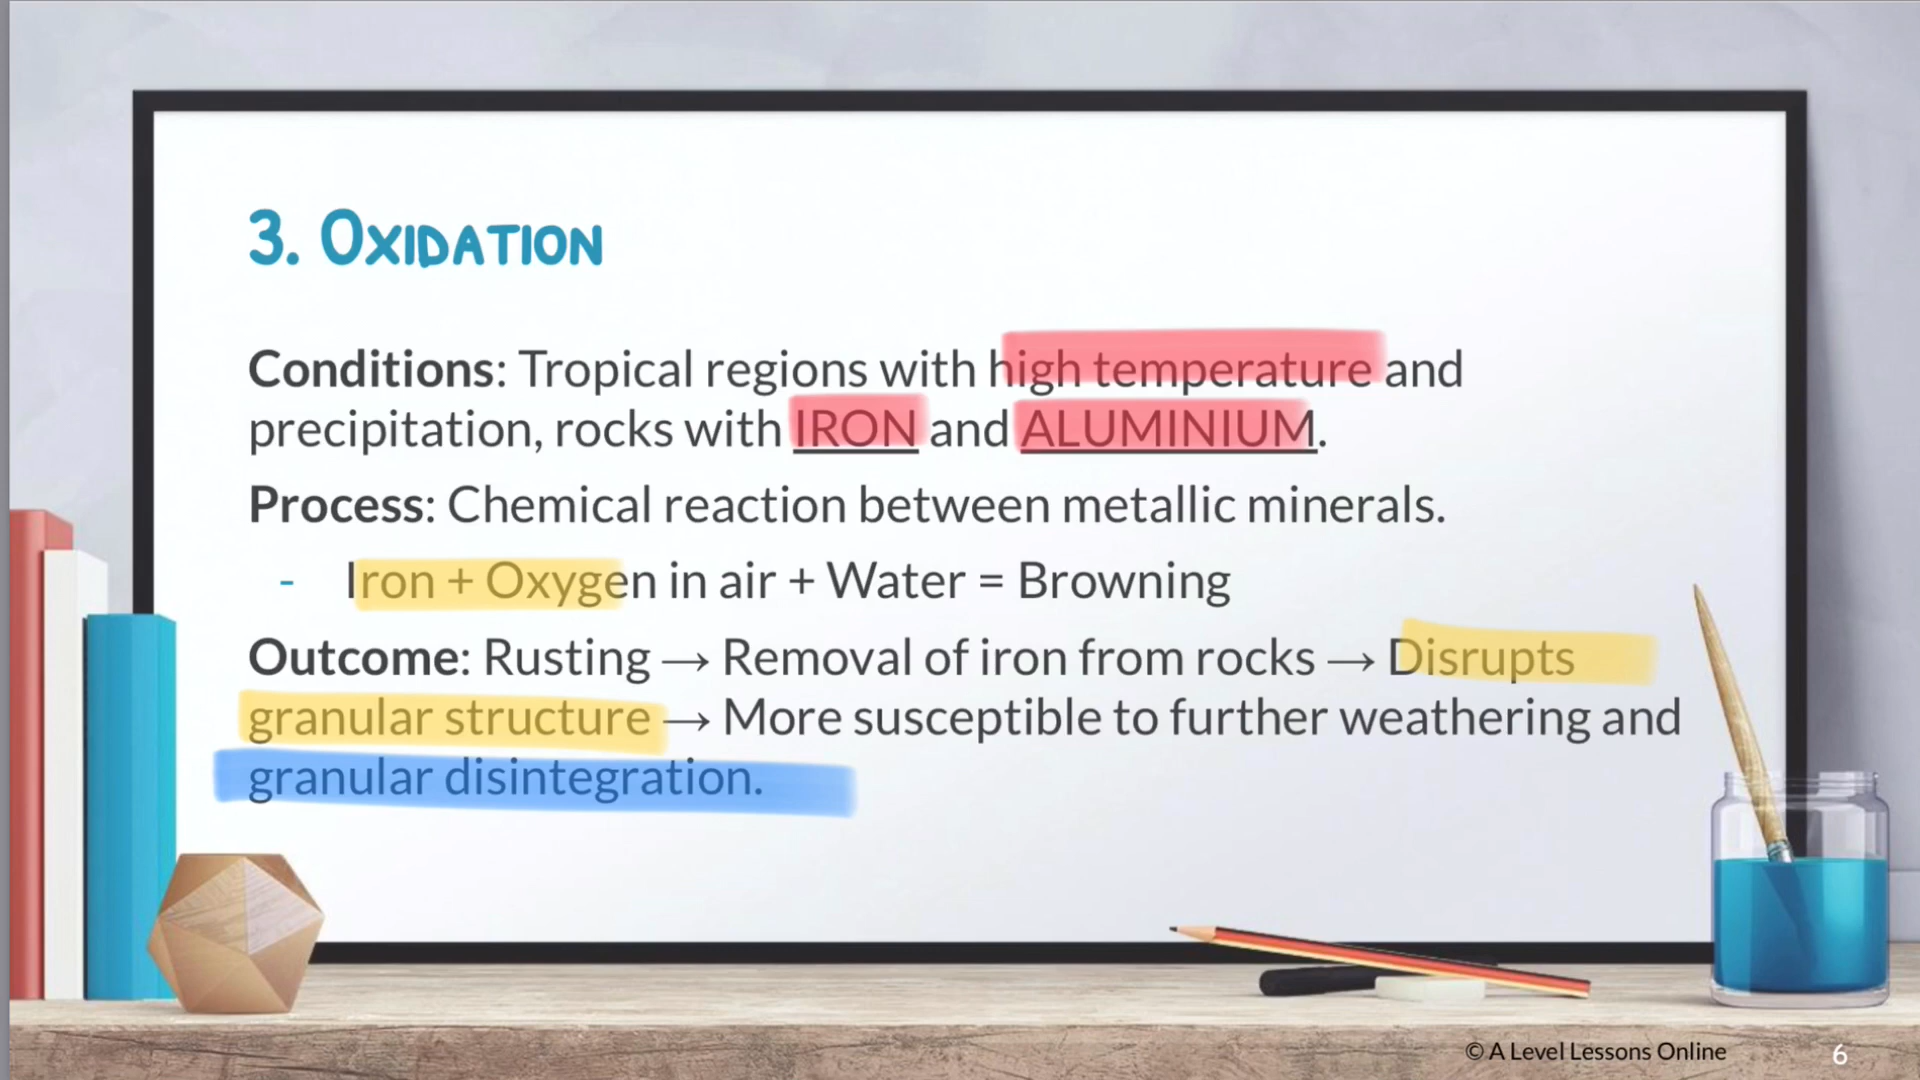 3. Oxidation
Conditions: Tropical regions with high temperature and
precipitation, rocks with IRON and ALUMINIUM.
Process: Chemical reaction between metallic minerals.
- Iron + Oxygen in air + Water = Browning
Outcome: Rusting → Removal of iron from rocks → Disrupts
granular structure → More susceptible to further weathering and
granular disintegration.
© A Level Lessons Online
6